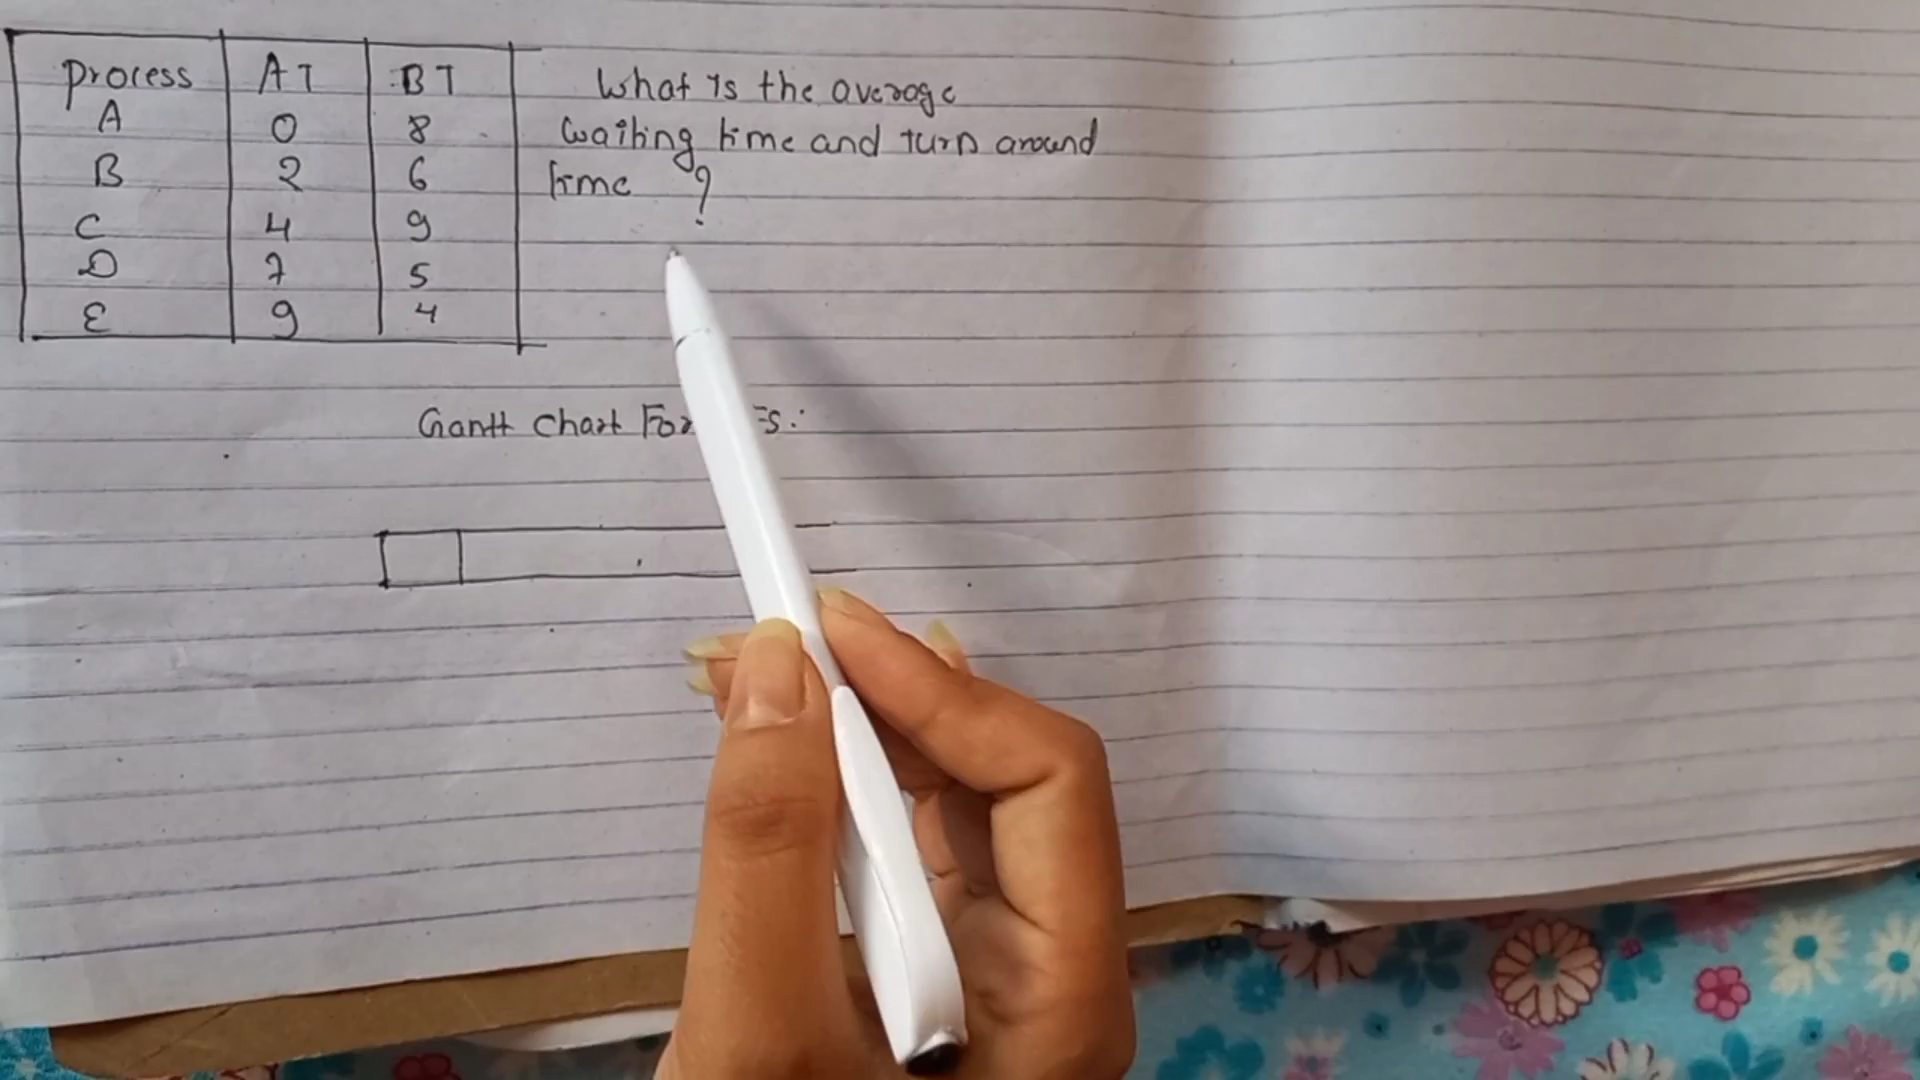 Process AT BT
A 0 8
B 2 6
C 4 9
D 7 5
E 9 4
What is the average
waiting time and turn around
time ?
Gantt chart For